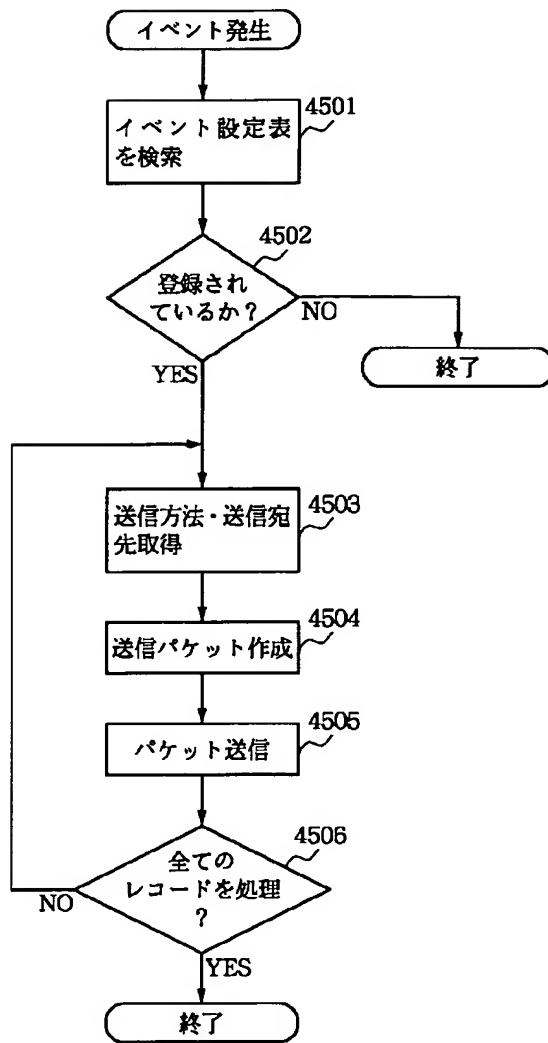 イベント発生
4501
イベント設定表
を検索
4502
登録され
ているか？
NO
終了
YES
4503
送信方法・送信宛
先取得
4504
送信パケット作成
4505
パケット送信
4506
全ての
レコードを処理
？
NO
YES
終了